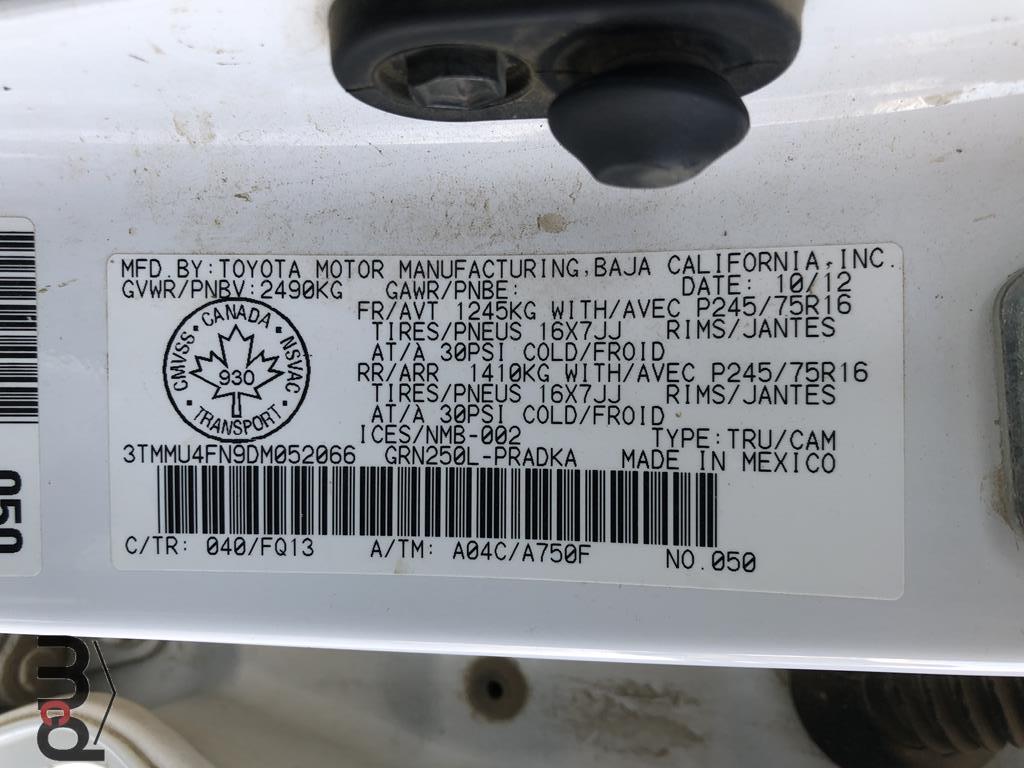 MFD.BY:TOYOTA MOTOR MANUFACTURING,BAJA CALIFORNIA,INC.
GVWR/PNBV:2490KG GAWR/PNBE: DATE: 10/12
FR/AVT 1245KG WITH/AVEC P245/75R16
TIRES/PNEUS 16X7JJ RIMS/JANTES
AT/A 30PSI COLD/FROID
RR/ARR 1410KG WITH/AVEC P245/75R16
TIRES/PNEUS 16X7JJ RIMS/JANTES
AT/A 30PSI COLD/FROID
ICES/NMB-002 TYPE:TRU/CAM
CANADA
CMVSS NSVAC
930
TRANSPORT
3TMMU4FN9DM052066 GRN250L-PRADKA MADE IN MEXICO
C/TR: 040/FQ13 A/TM: A04C/A750F NO.050
050
mcd